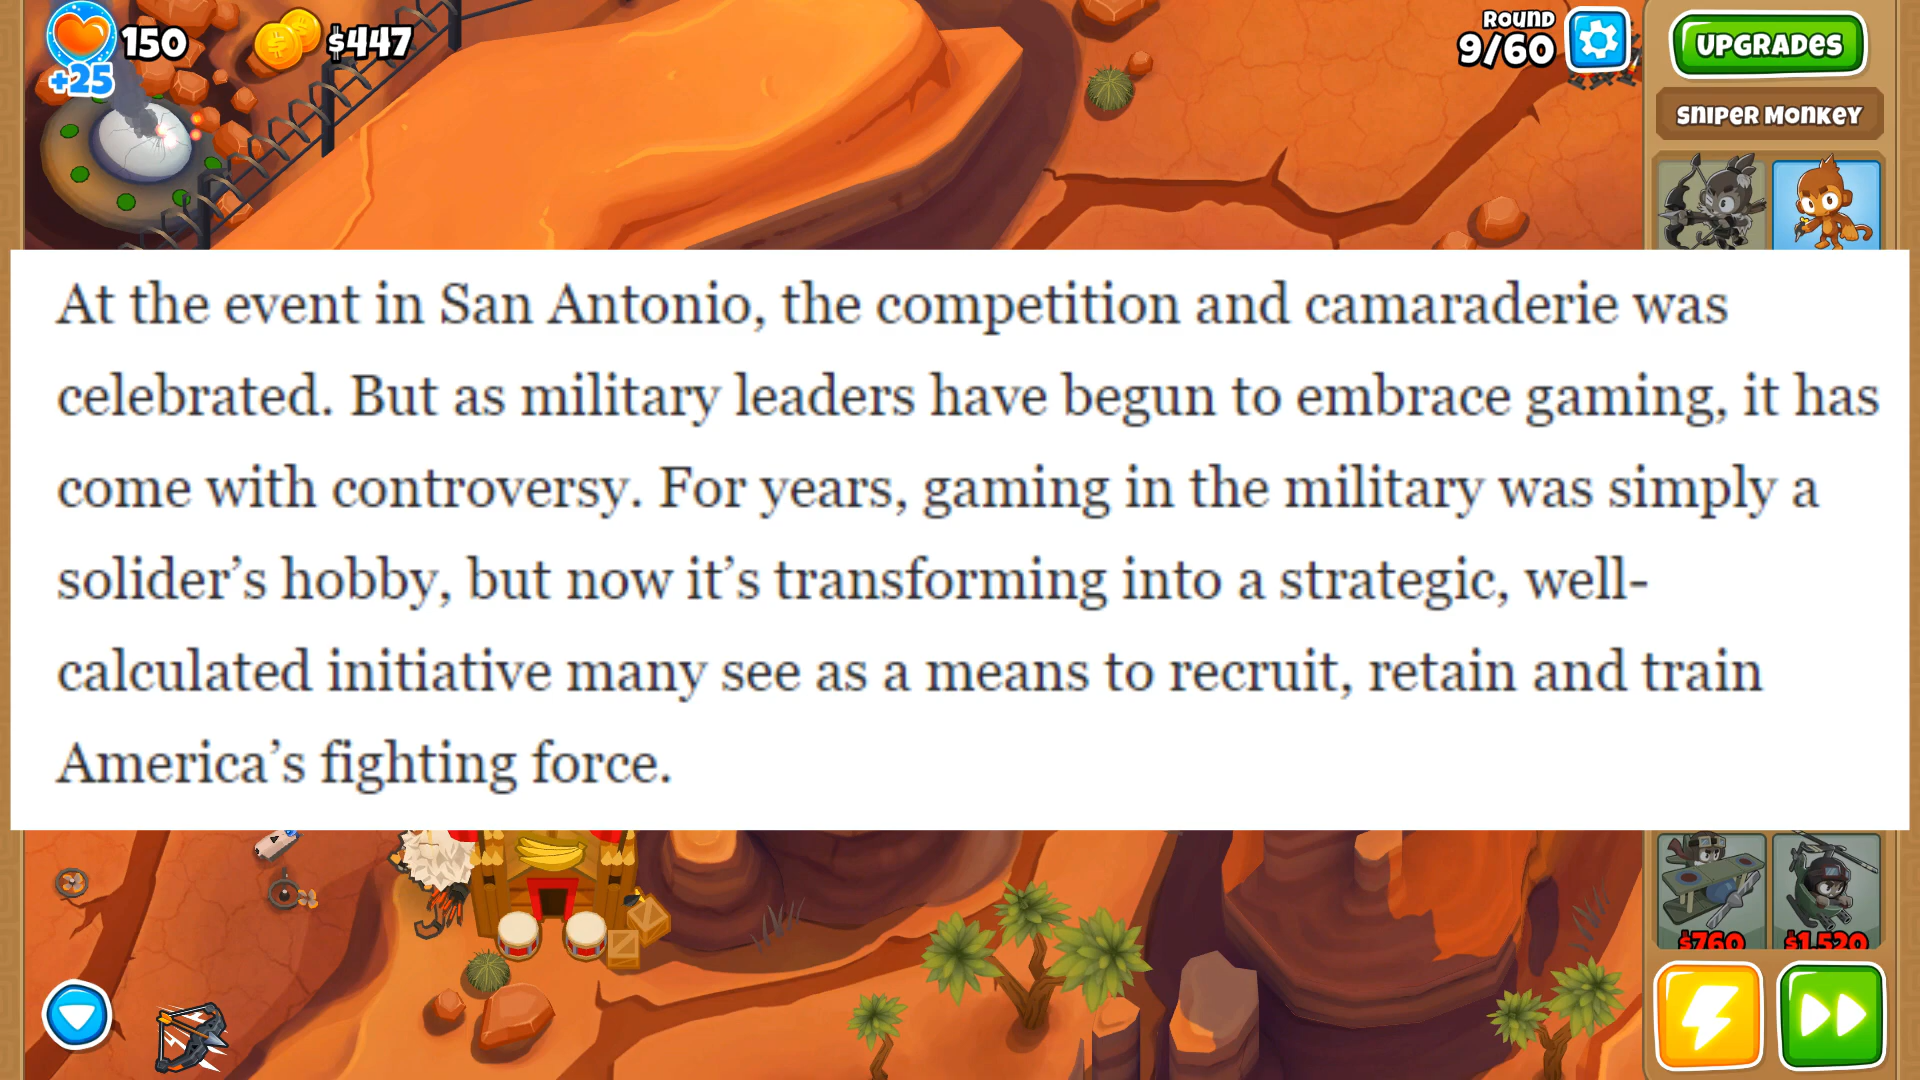 150
+25
$447
ROUND
9/60
UPGRADES
SNIPER MONKEY
At the event in San Antonio, the competition and camaraderie was
celebrated. But as military leaders have begun to embrace gaming, it has
come with controversy. For years, gaming in the military was simply a
solider’s hobby, but now it’s transforming into a strategic, well-
calculated initiative many see as a means to recruit, retain and train
America’s fighting force.
$760
$1,520